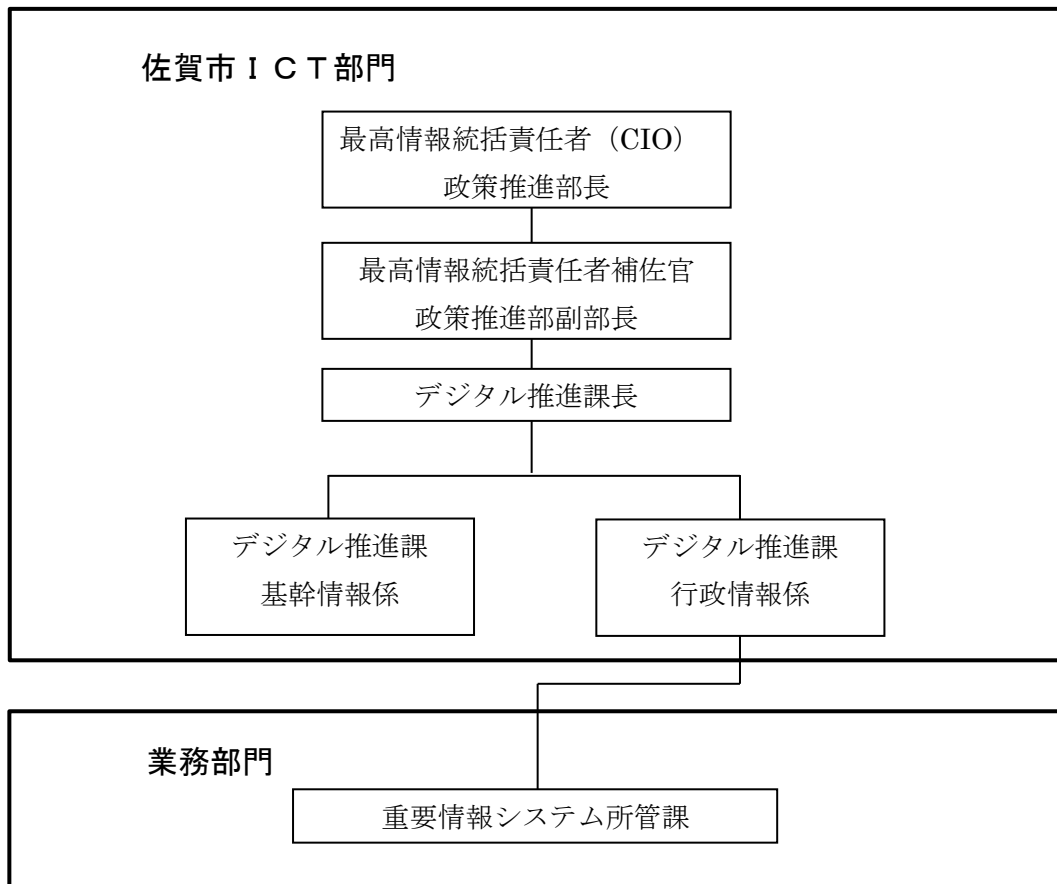 佐賀市ＩＣＴ部門
最高情報統括責任者（CIO）
政策推進部長
最高情報統括責任者補佐官
政策推進部副部長
デジタル推進課長
デジタル推進課
基幹情報係
デジタル推進課
行政情報係
業務部門
重要情報システム所管課